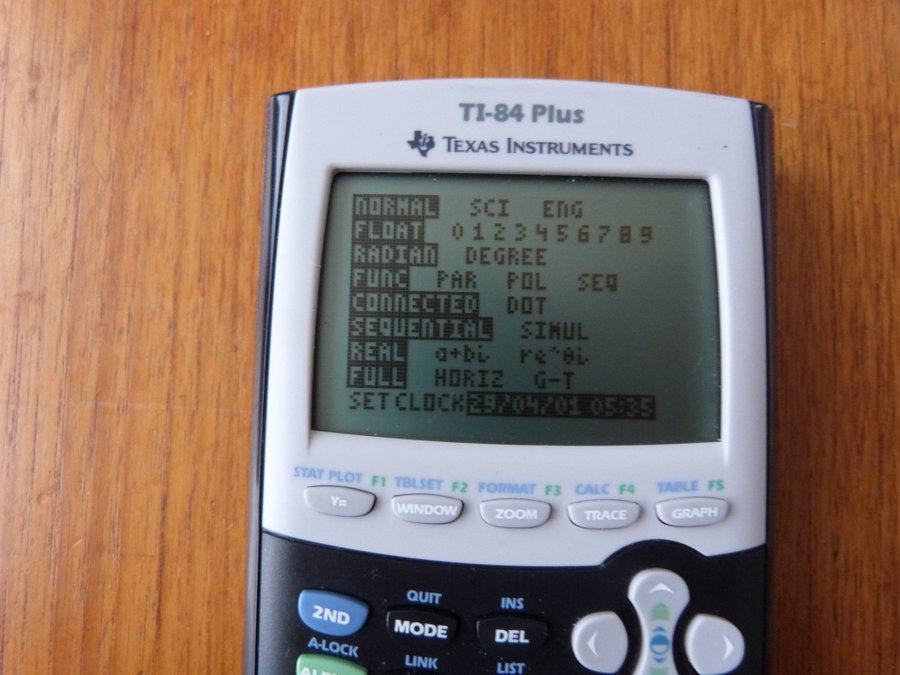 TI-84 Plus
TEXAS INSTRUMENTS
NORMAL SCI ENG
FLOAT 0 1 2 3 4 5 6 7 8 9
RADIAN DEGREE
FUNC PAR POL SEQ
CONNECTED DOT
SEQUENTIAL SIMUL
REAL a+bi re^θi
FULL HORIZ G-T
SET CLOCK 29/04/01 05:35
STAT PLOT F1 TBLSET F2 FORMAT F3 CALC F4 TABLE F5
Y= WINDOW ZOOM TRACE GRAPH
QUIT INS
2ND MODE DEL
A-LOCK LINK LIST